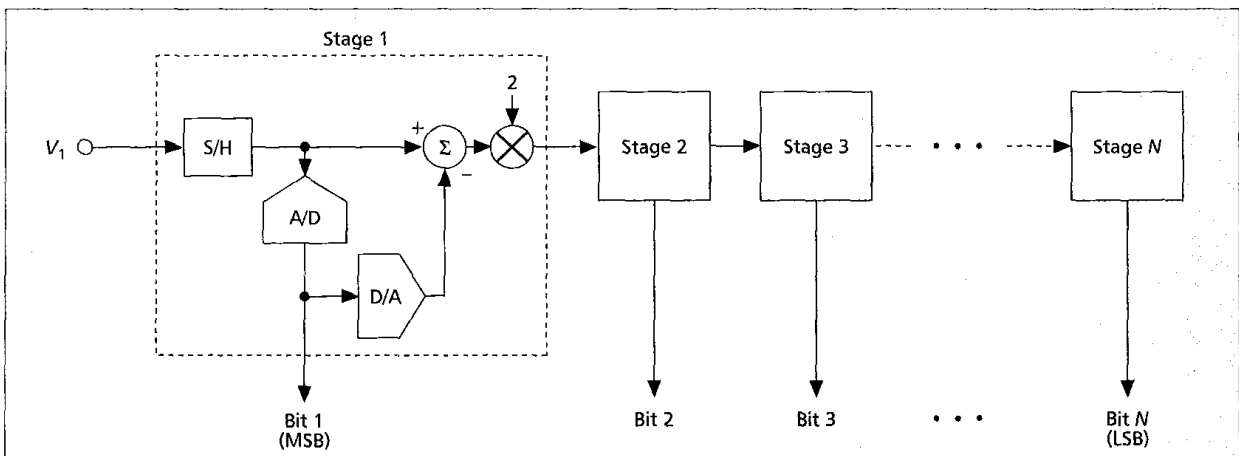 Stage 1
2
V1
S/H
+
Σ
−
Stage 2
Stage 3
• • •
Stage N
A/D
D/A
Bit 1
(MSB)
Bit 2
Bit 3
• • •
Bit N
(LSB)